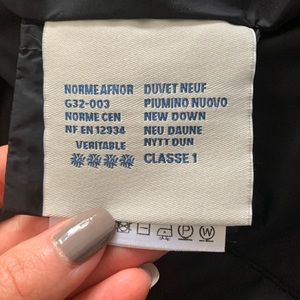 NORME AFNOR
G32-003
NORME CEN
NF EN 12934
VERITABLE
DUVET NEUF
PIUMINO NUOVO
NEW DOWN
NEU DAUNE
NYTT DUN
CLASSE 1
P W